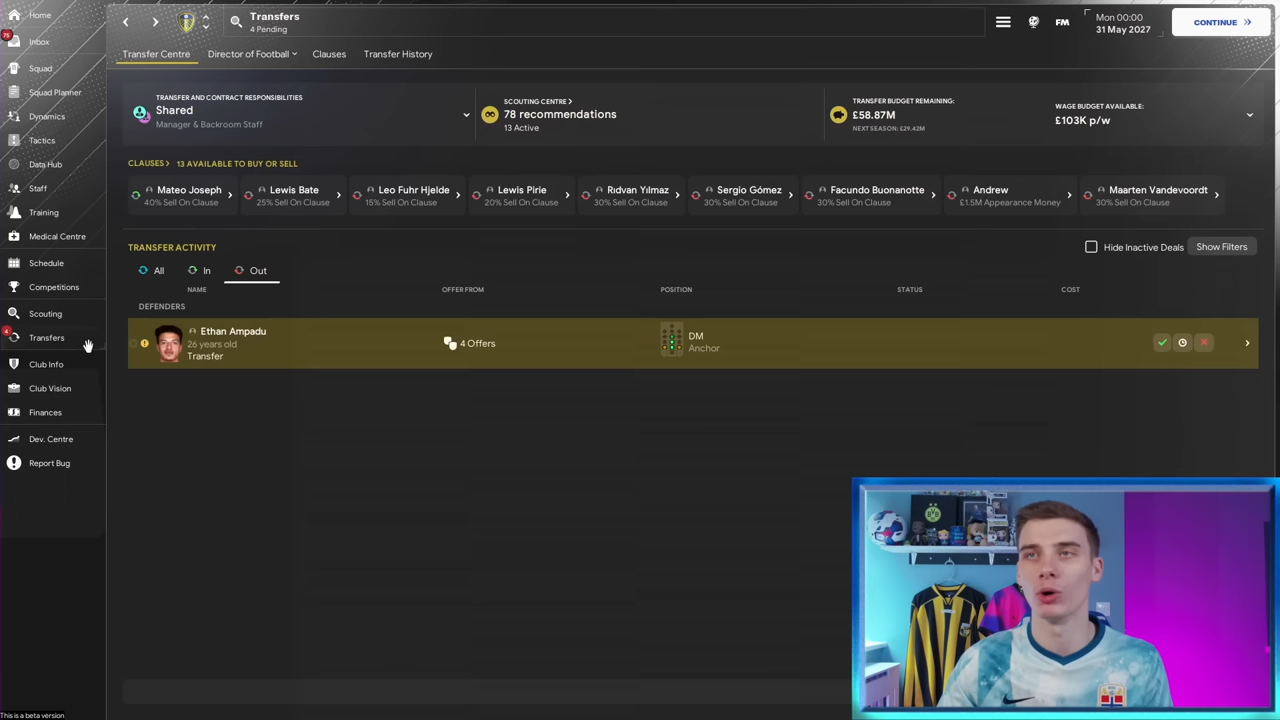 Home
75
Inbox
Squad
Squad Planner
Dynamics
Tactics
Data Hub
Staff
Training
Medical Centre
Schedule
Competitions
Scouting
4
Transfers
Club Info
Club Vision
Finances
Dev. Centre
Report Bug
This is a beta version
Transfers
4 Pending
FM
Mon 00:00
31 May 2027
CONTINUE
Transfer Centre
Director of Football
Clauses
Transfer History
TRANSFER AND CONTRACT RESPONSIBILITIES
Shared
Manager & Backroom Staff
SCOUTING CENTRE
78 recommendations
13 Active
TRANSFER BUDGET REMAINING:
£58.87M
NEXT SEASON: £29.42M
WAGE BUDGET AVAILABLE:
£103K p/w
CLAUSES 13 AVAILABLE TO BUY OR SELL
Mateo Joseph
40% Sell On Clause
Lewis Bate
25% Sell On Clause
Leo Fuhr Hjelde
15% Sell On Clause
Lewis Pirie
20% Sell On Clause
Rıdvan Yılmaz
30% Sell On Clause
Sergio Gómez
30% Sell On Clause
Facundo Buonanotte
30% Sell On Clause
Andrew
£1.5M Appearance Money
Maarten Vandevoordt
30% Sell On Clause
TRANSFER ACTIVITY
Hide Inactive Deals
Show Filters
All
In
Out
NAME
OFFER FROM
POSITION
STATUS
COST
DEFENDERS
Ethan Ampadu
26 years old
Transfer
4 Offers
DM
Anchor
BVB
09